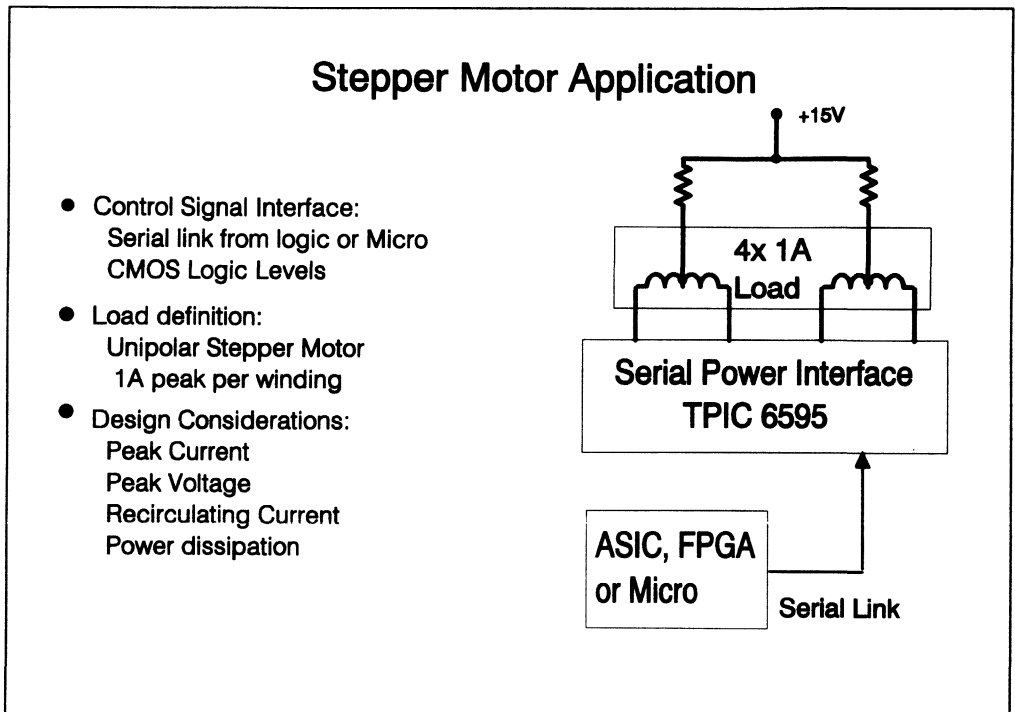 Stepper Motor Application
● Control Signal Interface:
Serial link from logic or Micro
CMOS Logic Levels
● Load definition:
Unipolar Stepper Motor
1A peak per winding
● Design Considerations:
Peak Current
Peak Voltage
Recirculating Current
Power dissipation
+15V
4x 1A
Load
Serial Power Interface
TPIC 6595
ASIC, FPGA
or Micro
Serial Link